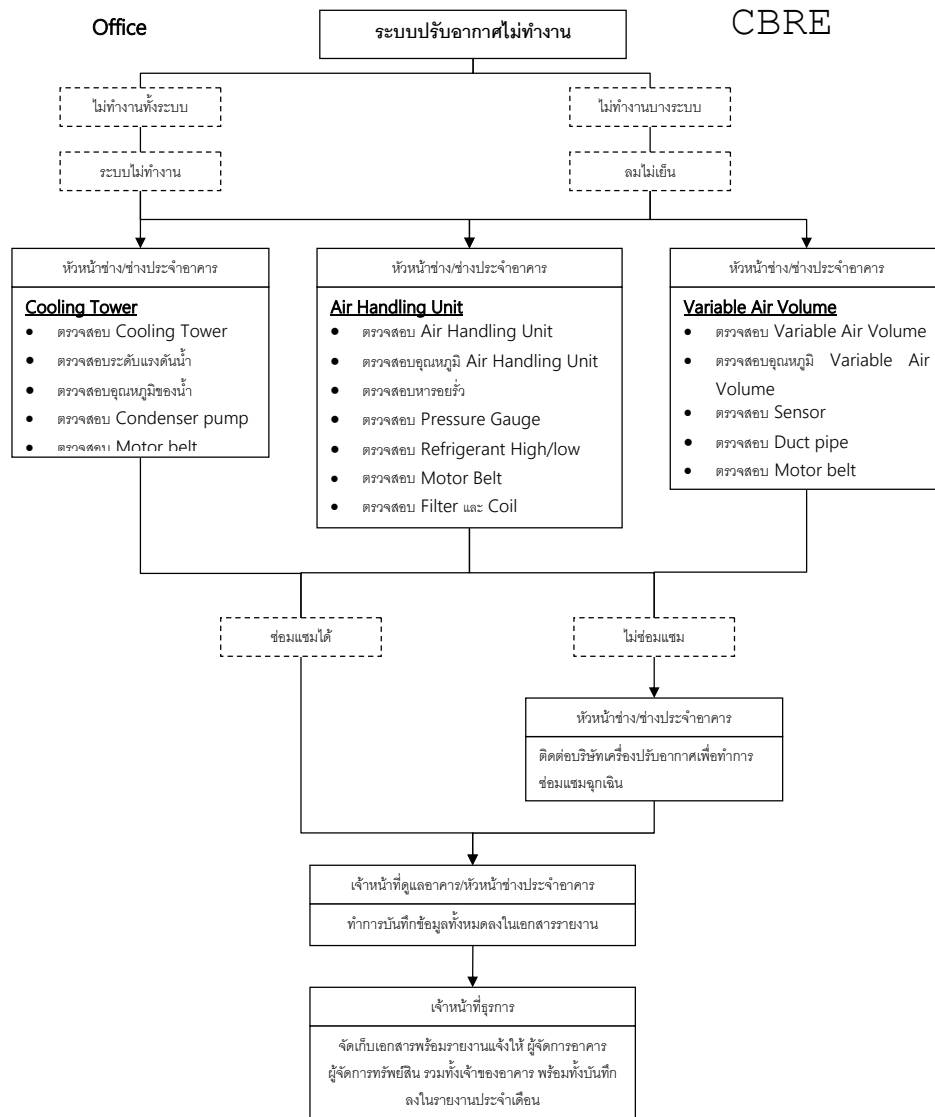 Office
ระบบปรับอากาศไม่ทำงาน
CBRE
ไม่ทำงานทั้งระบบ
ไม่ทำงานบางระบบ
ระบบไม่ทำงาน
ลมไม่เย็น
หัวหน้าช่าง/ช่างประจำอาคาร
Cooling Tower
• ตรวจสอบ Cooling Tower
• ตรวจสอบระดับแรงดันน้ำ
• ตรวจสอบอุณหภูมิของน้ำ
• ตรวจสอบ Condenser pump
• ตรวจสอบ Motor belt
หัวหน้าช่าง/ช่างประจำอาคาร
Air Handling Unit
• ตรวจสอบ Air Handling Unit
• ตรวจสอบอุณหภูมิ Air Handling Unit
• ตรวจสอบหารอยรั่ว
• ตรวจสอบ Pressure Gauge
• ตรวจสอบ Refrigerant High/low
• ตรวจสอบ Motor Belt
• ตรวจสอบ Filter และ Coil
หัวหน้าช่าง/ช่างประจำอาคาร
Variable Air Volume
• ตรวจสอบ Variable Air Volume
• ตรวจสอบอุณหภูมิ Variable Air
Volume
• ตรวจสอบ Sensor
• ตรวจสอบ Duct pipe
• ตรวจสอบ Motor belt
ซ่อมแซมได้
ไม่ซ่อมแซม
หัวหน้าช่าง/ช่างประจำอาคาร
ติดต่อบริษัทเครื่องปรับอากาศเพื่อทำการ
ซ่อมแซมฉุกเฉิน
เจ้าหน้าที่ดูแลอาคาร/หัวหน้าช่างประจำอาคาร
ทำการบันทึกข้อมูลทั้งหมดลงในเอกสารรายงาน
เจ้าหน้าที่ธุรการ
จัดเก็บเอกสารพร้อมรายงานแจ้งให้ ผู้จัดการอาคาร
ผู้จัดการทรัพย์สิน รวมทั้งเจ้าของอาคาร พร้อมทั้งบันทึก
ลงในรายงานประจำเดือน